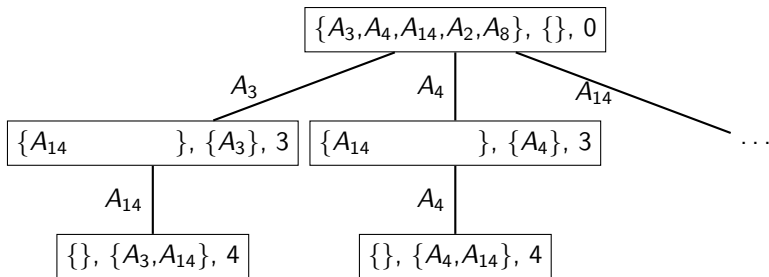 {A₃,A₄,A₁₄,A₂,A₈}, {}, 0
A₃ A₄ A₁₄
{A₁₄ }, {A₃}, 3 {A₁₄ }, {A₄}, 3 ...
A₁₄ A₄
{}, {A₃,A₁₄}, 4 {}, {A₄,A₁₄}, 4